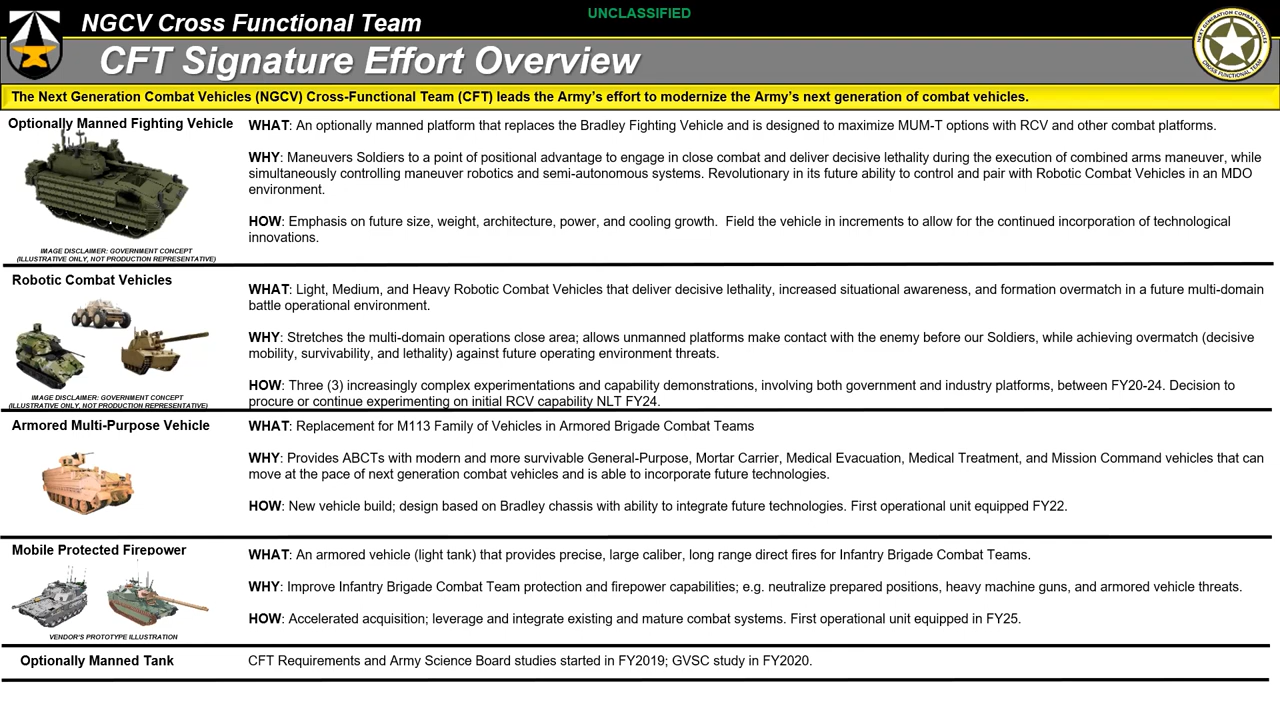 UNCLASSIFIED
NGCV Cross Functional Team
CFT Signature Effort Overview
NEXT GENERATION COMBAT VEHICLES
CROSS FUNCTIONAL TEAM
The Next Generation Combat Vehicles (NGCV) Cross-Functional Team (CFT) leads the Army's effort to modernize the Army's next generation of combat vehicles.
Optionally Manned Fighting Vehicle
IMAGE DISCLAIMER: GOVERNMENT CONCEPT
(ILLUSTRATIVE ONLY, NOT PRODUCTION REPRESENTATIVE)
WHAT: An optionally manned platform that replaces the Bradley Fighting Vehicle and is designed to maximize MUM-T options with RCV and other combat platforms.
WHY: Maneuvers Soldiers to a point of positional advantage to engage in close combat and deliver decisive lethality during the execution of combined arms maneuver, while
simultaneously controlling maneuver robotics and semi-autonomous systems. Revolutionary in its future ability to control and pair with Robotic Combat Vehicles in an MDO
environment.
HOW: Emphasis on future size, weight, architecture, power, and cooling growth.  Field the vehicle in increments to allow for the continued incorporation of technological
innovations.
Robotic Combat Vehicles
IMAGE DISCLAIMER: GOVERNMENT CONCEPT
(ILLUSTRATIVE ONLY, NOT PRODUCTION REPRESENTATIVE)
WHAT: Light, Medium, and Heavy Robotic Combat Vehicles that deliver decisive lethality, increased situational awareness, and formation overmatch in a future multi-domain
battle operational environment.
WHY: Stretches the multi-domain operations close area; allows unmanned platforms make contact with the enemy before our Soldiers, while achieving overmatch (decisive
mobility, survivability, and lethality) against future operating environment threats.
HOW: Three (3) increasingly complex experimentations and capability demonstrations, involving both government and industry platforms, between FY20-24. Decision to
procure or continue experimenting on initial RCV capability NLT FY24.
Armored Multi-Purpose Vehicle
WHAT: Replacement for M113 Family of Vehicles in Armored Brigade Combat Teams
WHY: Provides ABCTs with modern and more survivable General-Purpose, Mortar Carrier, Medical Evacuation, Medical Treatment, and Mission Command vehicles that can
move at the pace of next generation combat vehicles and is able to incorporate future technologies.
HOW: New vehicle build; design based on Bradley chassis with ability to integrate future technologies. First operational unit equipped FY22.
Mobile Protected Firepower
VENDOR'S PROTOTYPE ILLUSTRATION
WHAT: An armored vehicle (light tank) that provides precise, large caliber, long range direct fires for Infantry Brigade Combat Teams.
WHY: Improve Infantry Brigade Combat Team protection and firepower capabilities; e.g. neutralize prepared positions, heavy machine guns, and armored vehicle threats.
HOW: Accelerated acquisition; leverage and integrate existing and mature combat systems. First operational unit equipped in FY25.
Optionally Manned Tank
CFT Requirements and Army Science Board studies started in FY2019; GVSC study in FY2020.